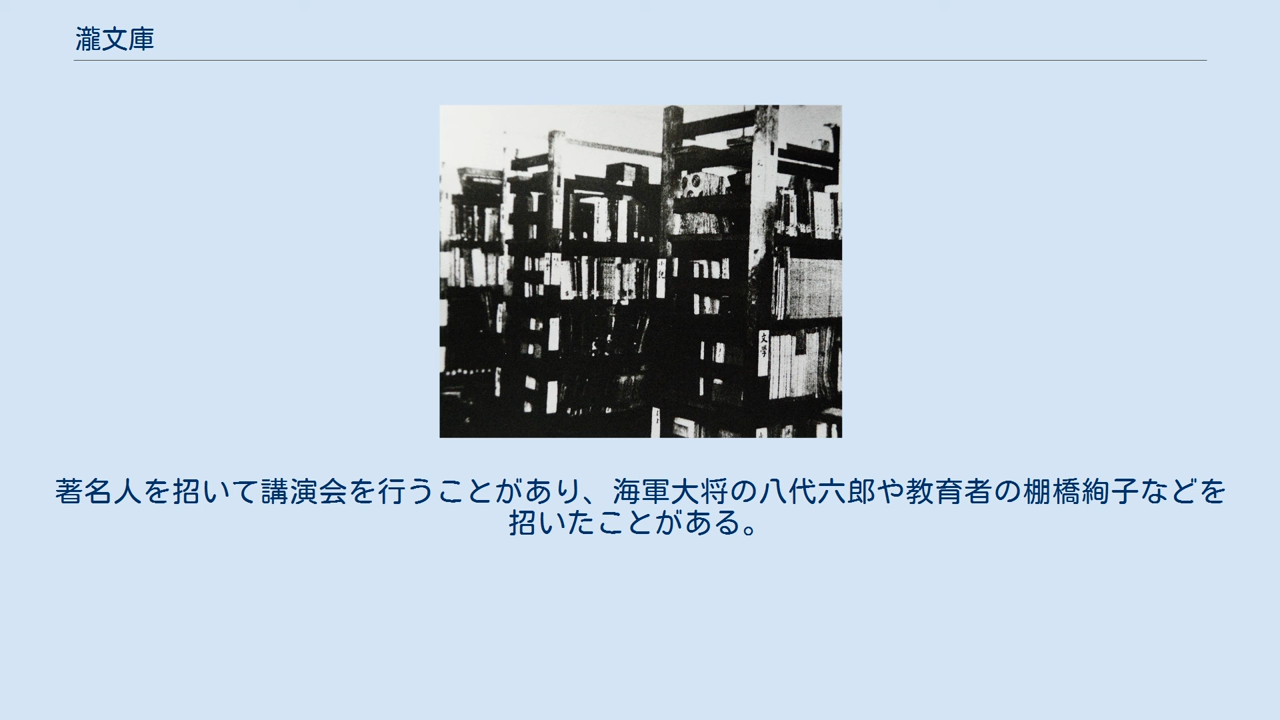 瀧文庫
文学
著名人を招いて講演会を行うことがあり、海軍大将の八代六郎や教育者の棚橋絢子などを
招いたことがある。